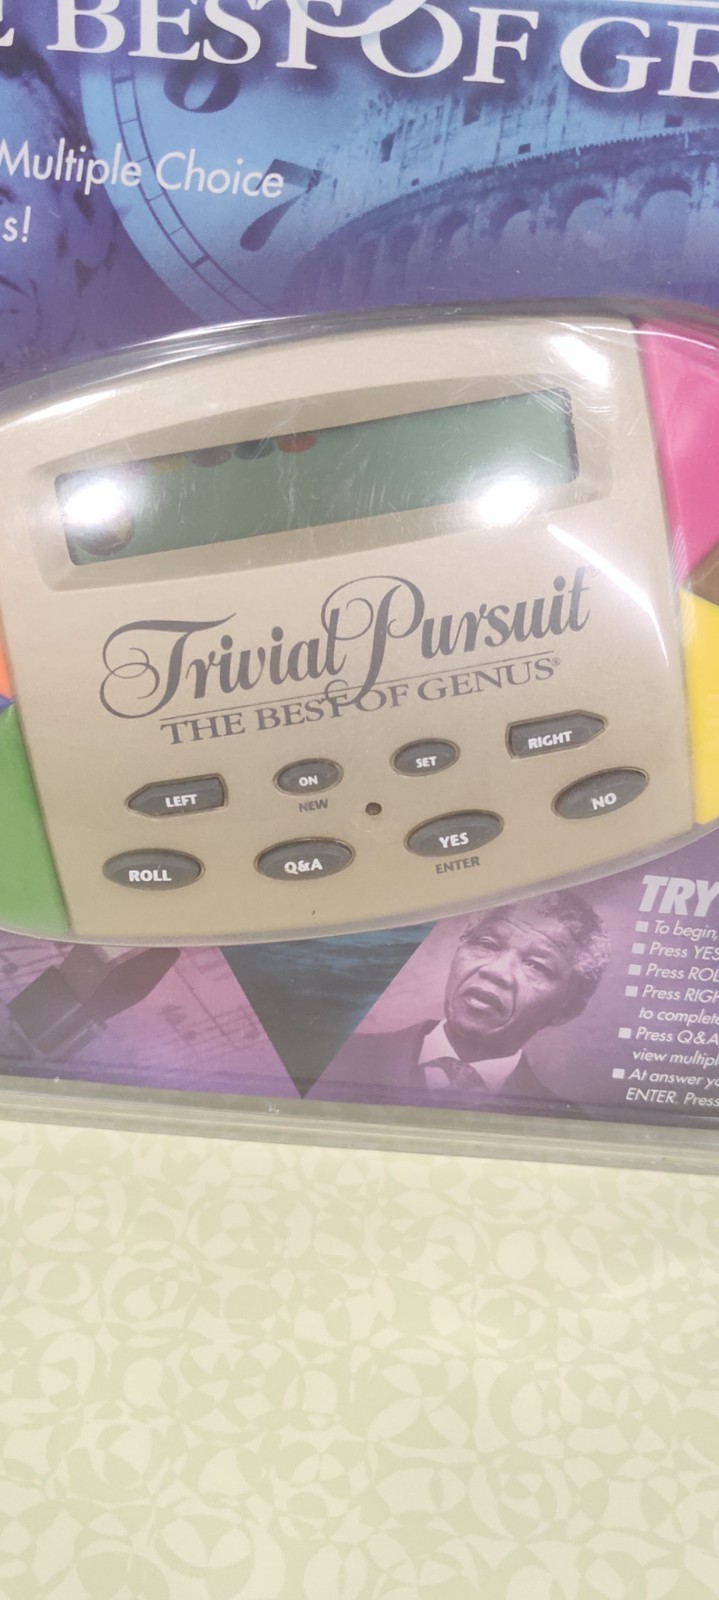 E BEST OF GE
Multiple Choice
s!
Trivial Pursuit®
THE BEST OF GENUS®
LEFT
ON
NEW
SET
RIGHT
ROLL
Q&A
YES
ENTER
NO
TRY
■ To begin,
■ Press YES
■ Press ROL
■ Press RIGH
to complete
■ Press Q&A
view multipl
■ At answer yo
ENTER. Press